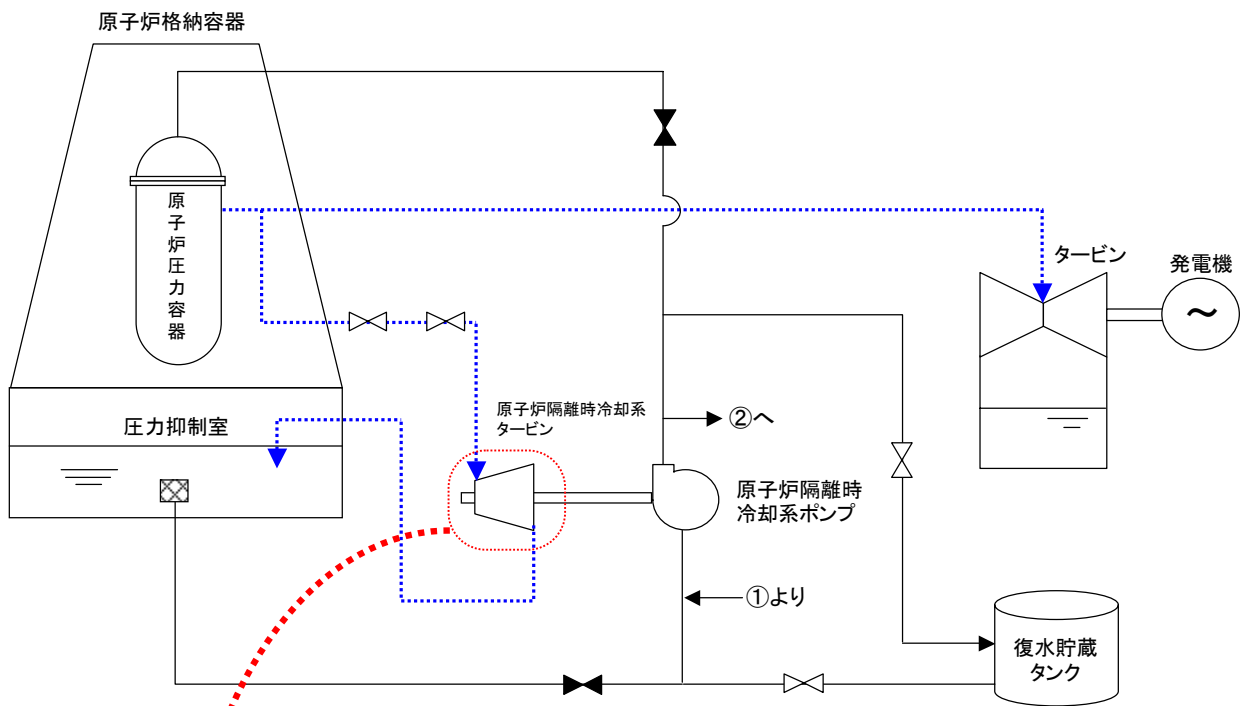 原子炉格納容器
原子炉圧力容器
タービン
発電機
～
原子炉隔離時冷却系
タービン
圧力抑制室
②へ
原子炉隔離時
冷却系ポンプ
①より
復水貯蔵
タンク